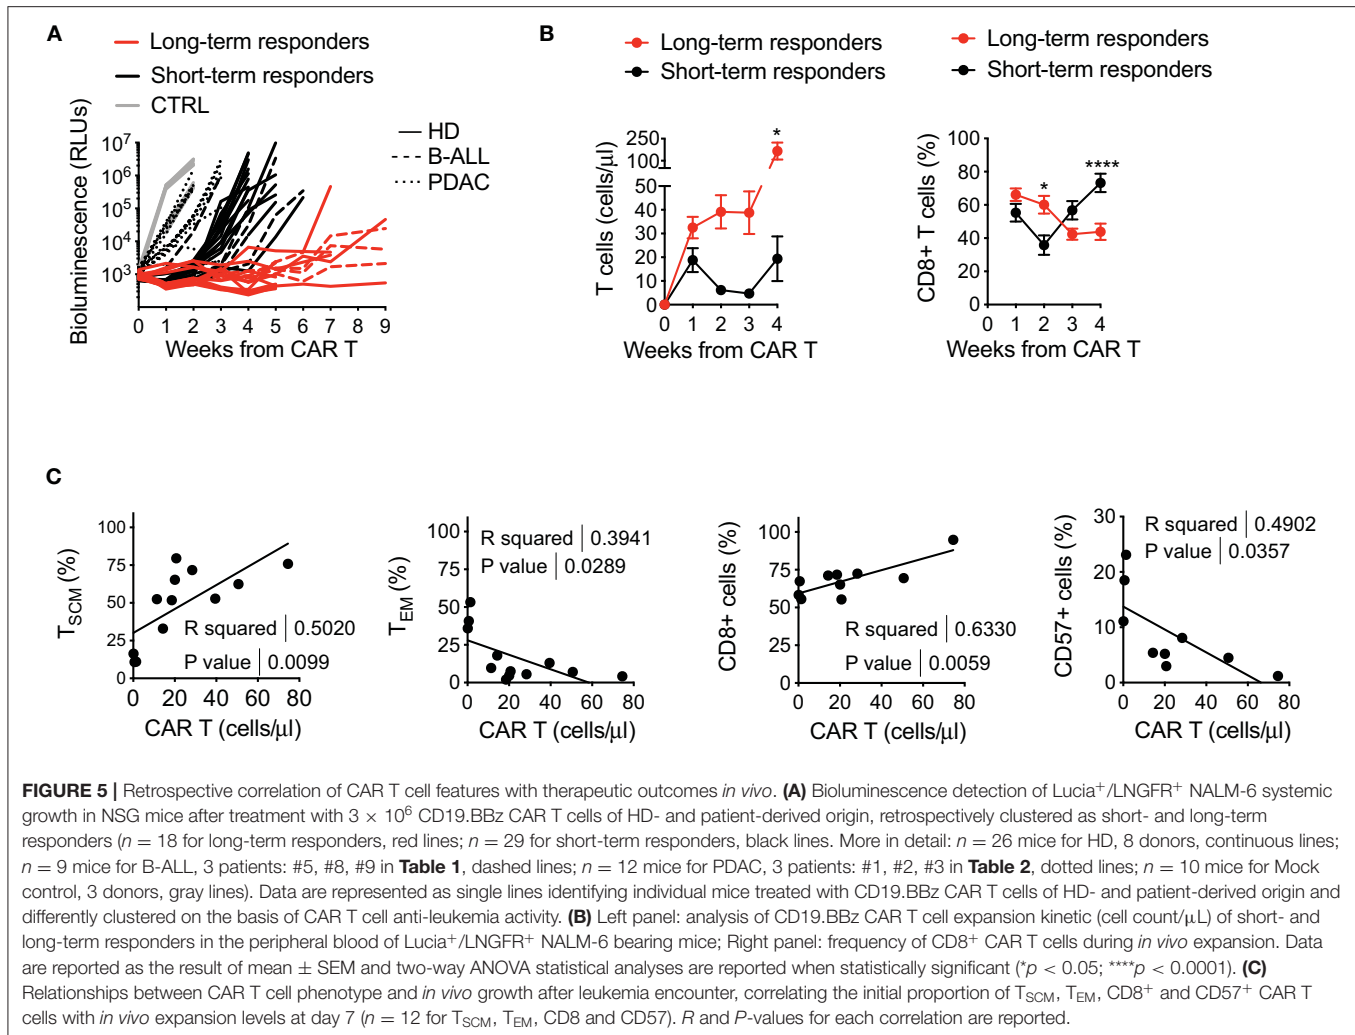 A
Long-term responders
Short-term responders
CTRL
HD
B-ALL
PDAC
Bioluminescence (RLUs)
10⁷
10⁶
10⁵
10⁴
10³
0 1 2 3 4 5 6 7 8 9
Weeks from CAR T
B
Long-term responders
Short-term responders
T cells (cells/µl)
250
100
50
40
30
20
10
0
*
0 1 2 3 4
Weeks from CAR T
Long-term responders
Short-term responders
CD8+ T cells (%)
100
80
60
40
20
0
*
****
0 1 2 3 4
Weeks from CAR T
C
T_SCM (%)
100
75
50
25
0
R squared | 0.5020
P value | 0.0099
0 20 40 60 80
CAR T (cells/µl)
T_EM (%)
100
75
50
25
0
R squared | 0.3941
P value | 0.0289
0 20 40 60 80
CAR T (cells/µl)
CD8+ cells (%)
100
75
50
25
0
R squared | 0.6330
P value | 0.0059
0 20 40 60 80
CAR T (cells/µl)
CD57+ cells (%)
30
20
10
0
R squared | 0.4902
P value | 0.0357
0 20 40 60 80
CAR T (cells/µl)
FIGURE 5 | Retrospective correlation of CAR T cell features with therapeutic outcomes in vivo. (A) Bioluminescence detection of Lucia⁺/LNGFR⁺ NALM-6 systemic
growth in NSG mice after treatment with 3 × 10⁶ CD19.BBz CAR T cells of HD- and patient-derived origin, retrospectively clustered as short- and long-term
responders (n = 18 for long-term responders, red lines; n = 29 for short-term responders, black lines. More in detail: n = 26 mice for HD, 8 donors, continuous lines;
n = 9 mice for B-ALL, 3 patients: #5, #8, #9 in Table 1, dashed lines; n = 12 mice for PDAC, 3 patients: #1, #2, #3 in Table 2, dotted lines; n = 10 mice for Mock
control, 3 donors, gray lines). Data are represented as single lines identifying individual mice treated with CD19.BBz CAR T cells of HD- and patient-derived origin and
differently clustered on the basis of CAR T cell anti-leukemia activity. (B) Left panel: analysis of CD19.BBz CAR T cell expansion kinetic (cell count/µL) of short- and
long-term responders in the peripheral blood of Lucia⁺/LNGFR⁺ NALM-6 bearing mice; Right panel: frequency of CD8⁺ CAR T cells during in vivo expansion. Data
are reported as the result of mean ± SEM and two-way ANOVA statistical analyses are reported when statistically significant (*p < 0.05; ****p < 0.0001). (C)
Relationships between CAR T cell phenotype and in vivo growth after leukemia encounter, correlating the initial proportion of T_SCM, T_EM, CD8⁺ and CD57⁺ CAR T
cells with in vivo expansion levels at day 7 (n = 12 for T_SCM, T_EM, CD8 and CD57). R and P-values for each correlation are reported.